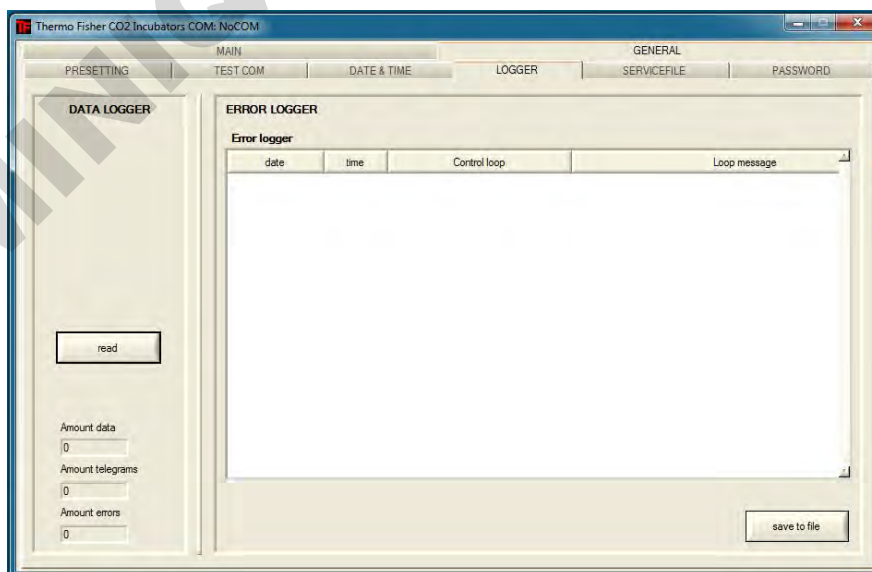 Thermo Fisher CO2 Incubators COM: NoCOM
MAIN GENERAL
PRESETTING TEST COM DATE & TIME LOGGER SERVICEFILE PASSWORD
DATA LOGGER
ERROR LOGGER
Error logger
date time Control loop Loop message
read
Amount data
0
Amount telegrams
0
Amount errors
0
save to file